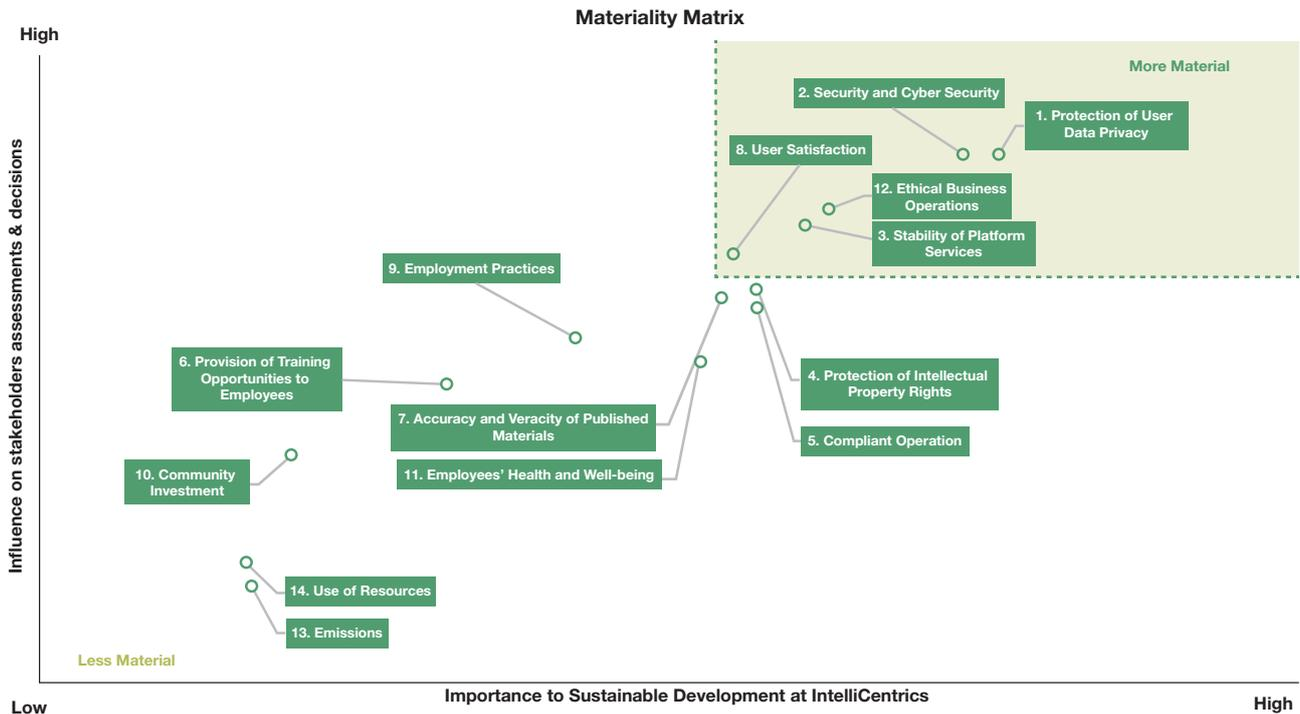 Materiality Matrix
High
More Material
2. Security and Cyber Security
1. Protection of User
Data Privacy
8. User Satisfaction
12. Ethical Business
Operations
3. Stability of Platform
Services
9. Employment Practices
6. Provision of Training
Opportunities to
Employees
4. Protection of Intellectual
Property Rights
7. Accuracy and Veracity of Published
Materials
5. Compliant Operation
11. Employees’ Health and Well-being
10. Community
Investment
14. Use of Resources
13. Emissions
Less Material
Influence on stakeholders assessments & decisions
Importance to Sustainable Development at IntelliCentrics
Low
High